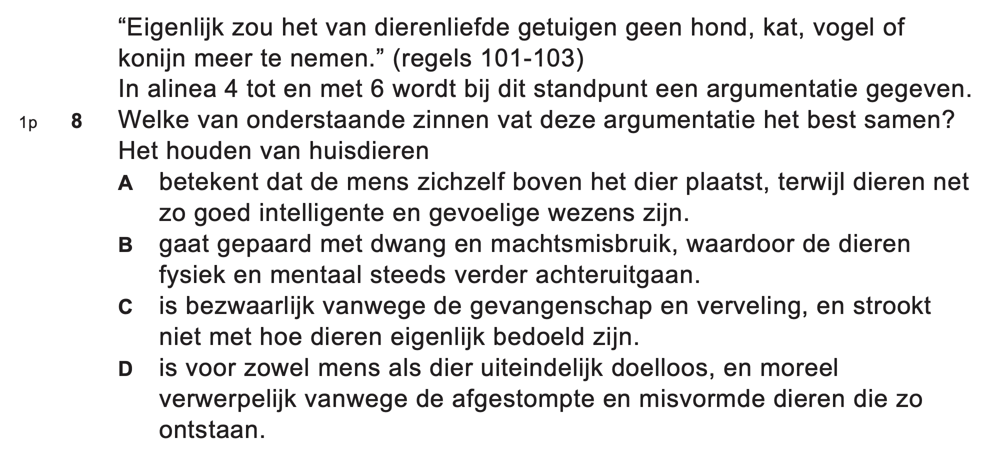 “Eigenlijk zou het van dierenliefde getuigen geen hond, kat, vogel of
konijn meer te nemen.” (regels 101-103)
In alinea 4 tot en met 6 wordt bij dit standpunt een argumentatie gegeven.
1p 8 Welke van onderstaande zinnen vat deze argumentatie het best samen?
Het houden van huisdieren
A betekent dat de mens zichzelf boven het dier plaatst, terwijl dieren net
zo goed intelligente en gevoelige wezens zijn.
B gaat gepaard met dwang en machtsmisbruik, waardoor de dieren
fysiek en mentaal steeds verder achteruitgaan.
C is bezwaarlijk vanwege de gevangenschap en verveling, en strookt
niet met hoe dieren eigenlijk bedoeld zijn.
D is voor zowel mens als dier uiteindelijk doelloos, en moreel
verwerpelijk vanwege de afgestompte en misvormde dieren die zo
ontstaan.